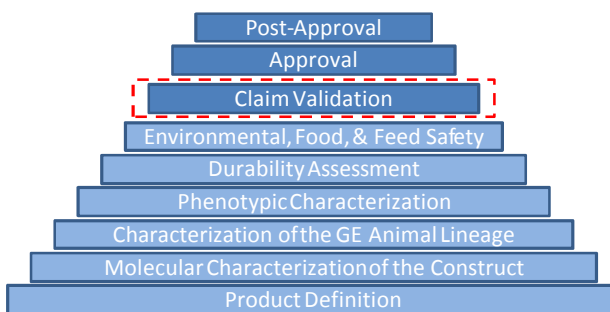 Post-Approval
Approval
Claim Validation
Environmental, Food, & Feed Safety
Durability Assessment
Phenotypic Characterization
Characterization of the GE Animal Lineage
Molecular Characterization of the Construct
Product Definition